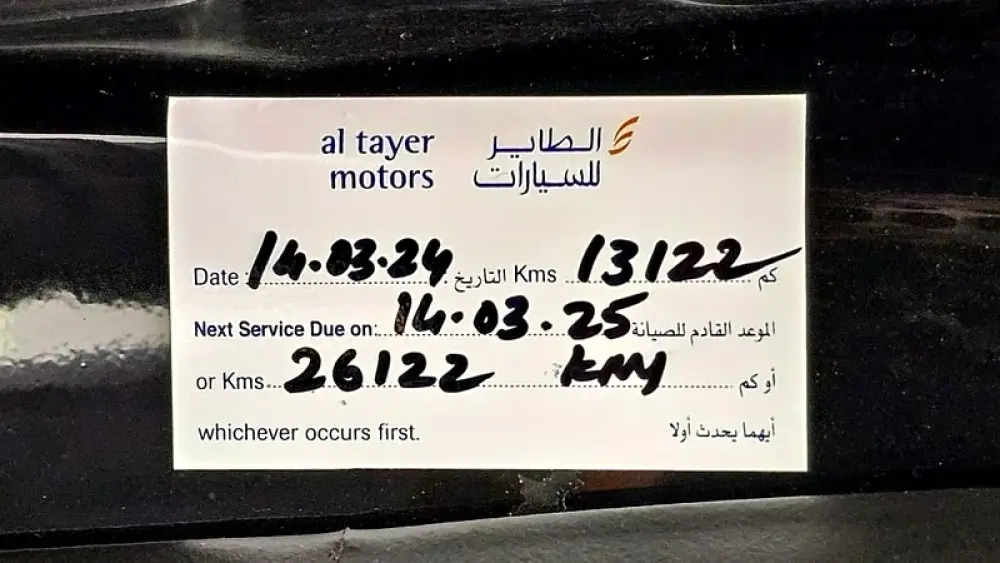 al tayer الطاير
motors للسيارات
Date : 14.03.24 التاريخ Kms 13122 كم
Next Service Due on: 14.03.25 الموعد القادم للصيانة
or Kms 26122 kmy أو كم
whichever occurs first. أيهما يحدث أولا